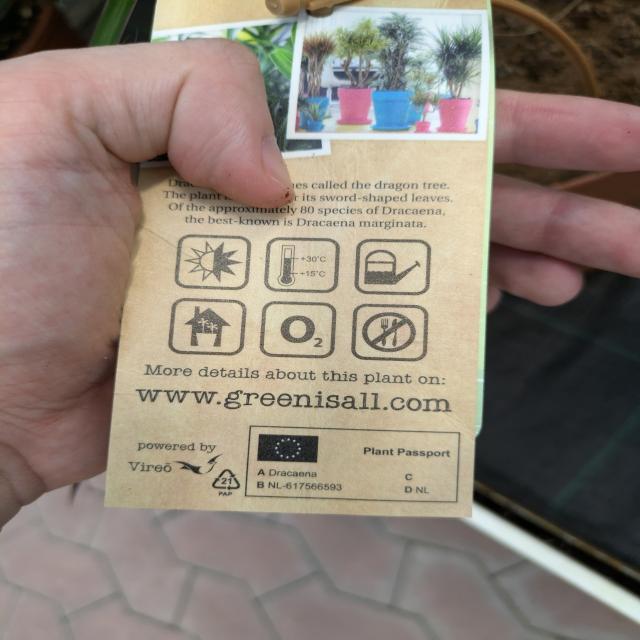 called the dragon tree.
The plant its sword-shaped leaves.
Of the approximately 80 species of Dracaena,
the best-known is Dracaena marginata.
+30°C
+15°C
O2
More details about this plant on:
www.greenisall.com
powered by
Vireō
21
PAP
Plant Passport
A Dracaena
C
B NL-617566593
D NL